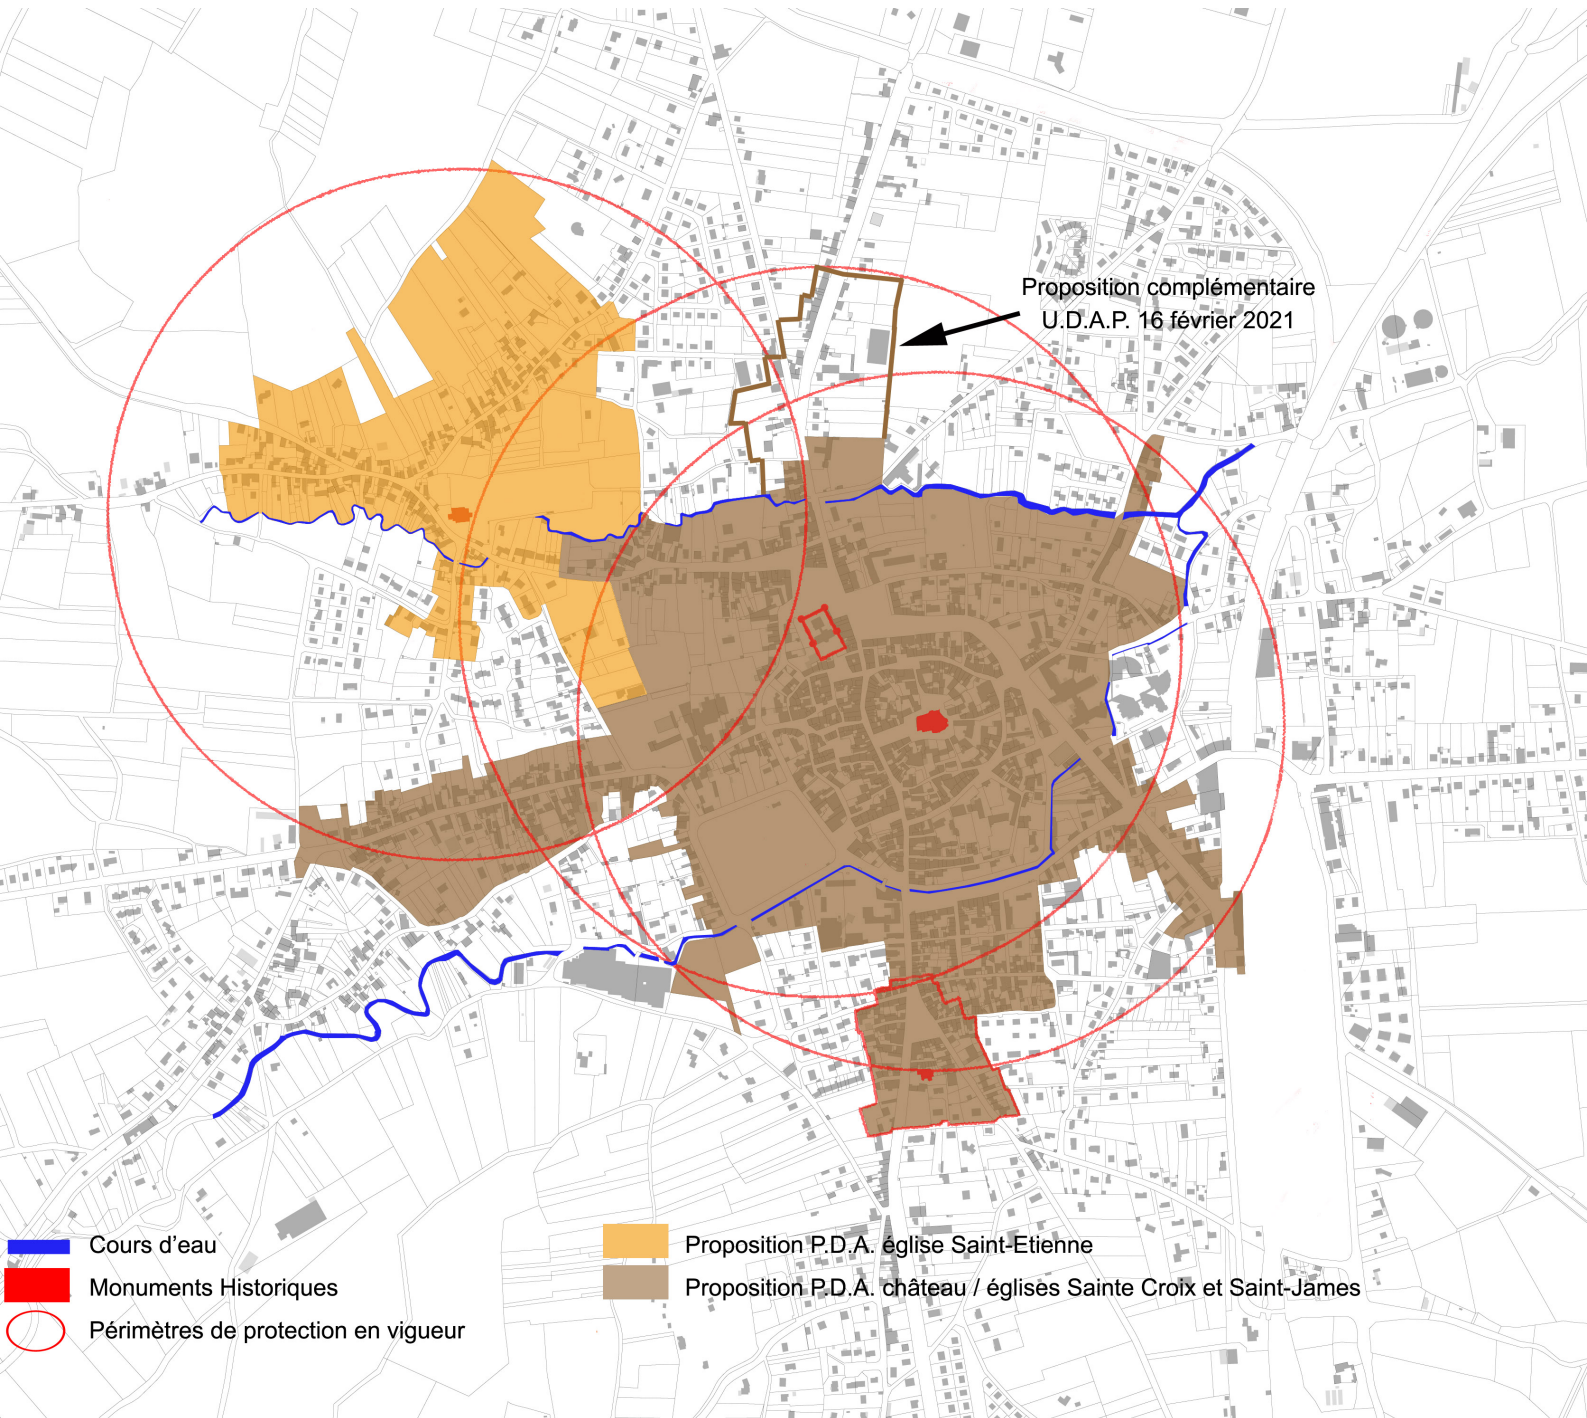 Proposition complémentaire
U.D.A.P. 16 février 2021
Cours d'eau
Monuments Historiques
Périmètres de protection en vigueur
Proposition P.D.A. église Saint-Etienne
Proposition P.D.A. château / églises Sainte Croix et Saint-James